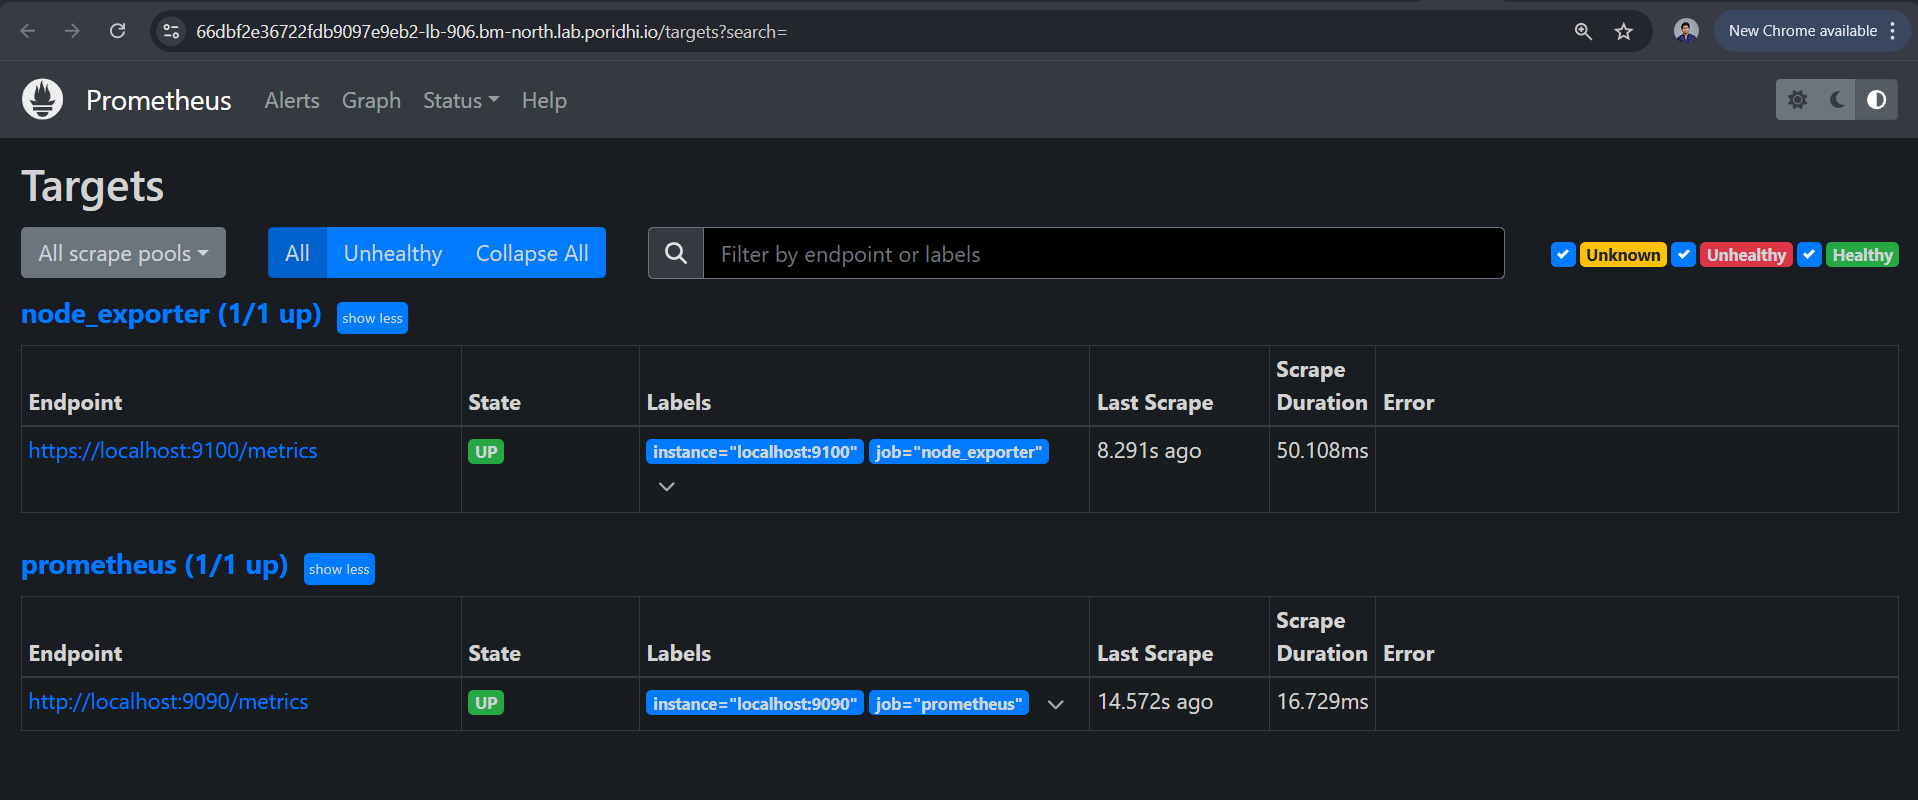 66dbf2e36722fdb9097e9eb2-lb-906.bm-north.lab.poridhi.io/targets?search=
New Chrome available
Prometheus Alerts Graph Status Help
Targets
All scrape pools All Unhealthy Collapse All Filter by endpoint or labels Unknown Unhealthy Healthy
node_exporter (1/1 up) show less
Endpoint State Labels Last Scrape Scrape Duration Error
https://localhost:9100/metrics UP instance="localhost:9100" job="node_exporter" 8.291s ago 50.108ms
prometheus (1/1 up) show less
Endpoint State Labels Last Scrape Scrape Duration Error
http://localhost:9090/metrics UP instance="localhost:9090" job="prometheus" 14.572s ago 16.729ms